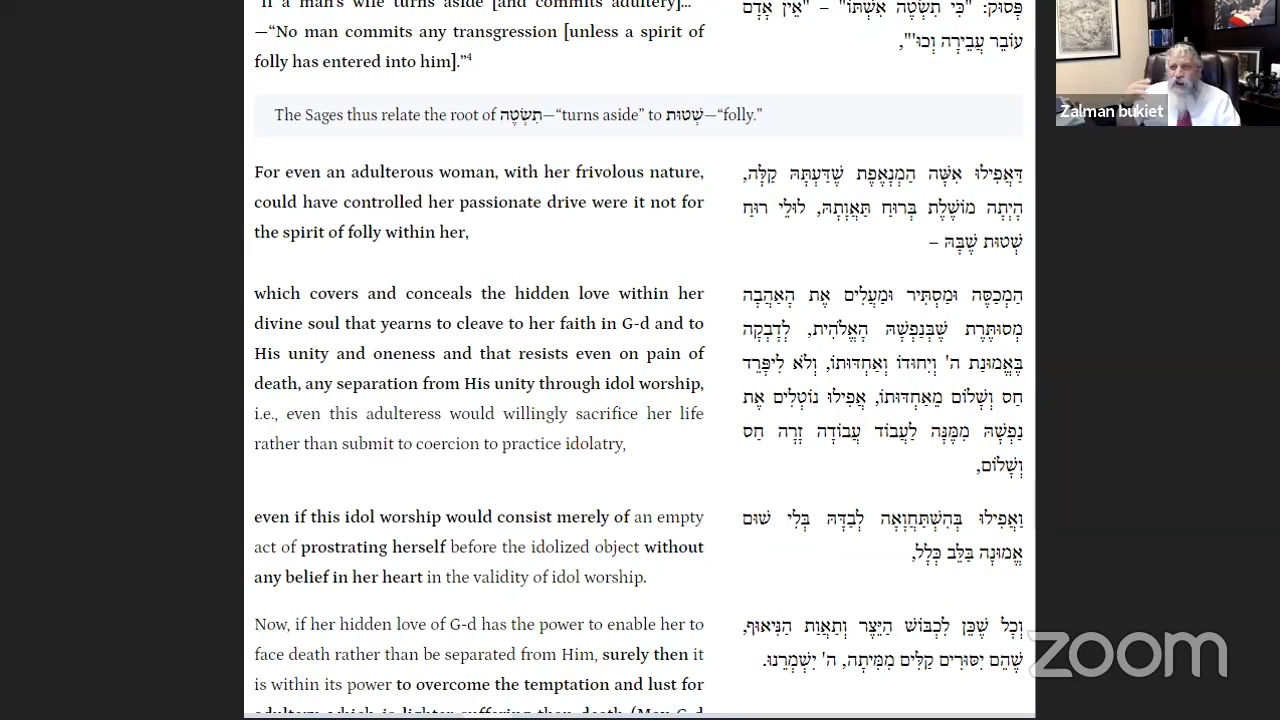 "If a man's wife turns aside [and commits adultery]…"
—“No man commits any transgression [unless a spirit of
folly has entered into him].”⁴
פָּסוּק: "כִּי תִשְׂטֶה אִשְׁתּוֹ" – "אֵין אָדָם
עוֹבֵר עֲבֵירָה וְכוּ'",
The Sages thus relate the root of תִשְׂטֶה—“turns aside” to שְׁטוּת—“folly.”
For even an adulterous woman, with her frivolous nature,
could have controlled her passionate drive were it not for
the spirit of folly within her,
דַּאֲפִילוּ אִשָּׁה הַמְנָאֶפֶת שֶׁדַּעְתָּהּ קַלָּה,
הָיְתָה מוֹשֶׁלֶת בְּרוּחַ תַּאֲוָתָהּ, לוּלֵי רוּחַ
שְׁטוּת שֶׁבָּהּ –
which covers and conceals the hidden love within her
divine soul that yearns to cleave to her faith in G-d and to
His unity and oneness and that resists even on pain of
death, any separation from His unity through idol worship,
i.e., even this adulteress would willingly sacrifice her life
rather than submit to coercion to practice idolatry,
הַמְכַסֶּה וּמַסְתִּיר וּמַעֲלִים אֶת הָאַהֲבָה
מְסוּתֶּרֶת שֶׁבְּנַפְשָׁהּ הָאֱלֹהִית, לְדָבְקָה
בֶּאֱמוּנַת ה' וְיִחוּדוֹ וְאַחְדוּתוֹ, וְלֹא לִיפָּרֵד
חַס וְשָׁלוֹם מֵאַחְדוּתוֹ, אֲפִילוּ נוֹטְלִים אֶת
נַפְשָׁהּ מִמֶּנָּה לַעֲבוֹד עֲבוֹדָה זָרָה חַס
וְשָׁלוֹם,
even if this idol worship would consist merely of an empty
act of prostrating herself before the idolized object without
any belief in her heart in the validity of idol worship.
וַאֲפִילוּ בְּהִשְׁתַּחֲוָאָה לְבַדָּהּ בְּלִי שׁוּם
אֱמוּנָה בַּלֵּב כְּלָל,
Now, if her hidden love of G-d has the power to enable her to
face death rather than be separated from Him, surely then it
is within its power to overcome the temptation and lust for
adultery, which is lighter suffering than death (May G-d
וְכָל שֶׁכֵּן לִכְבּוֹשׁ הַיֵּצֶר וְתַאֲוַת הַנִּיאוּף,
שֶׁהֵם יִסּוּרִים קַלִּים מִמִּיתָה, ה' יִשְׁמְרֵנוּ.
Zalman bukiet
zoom